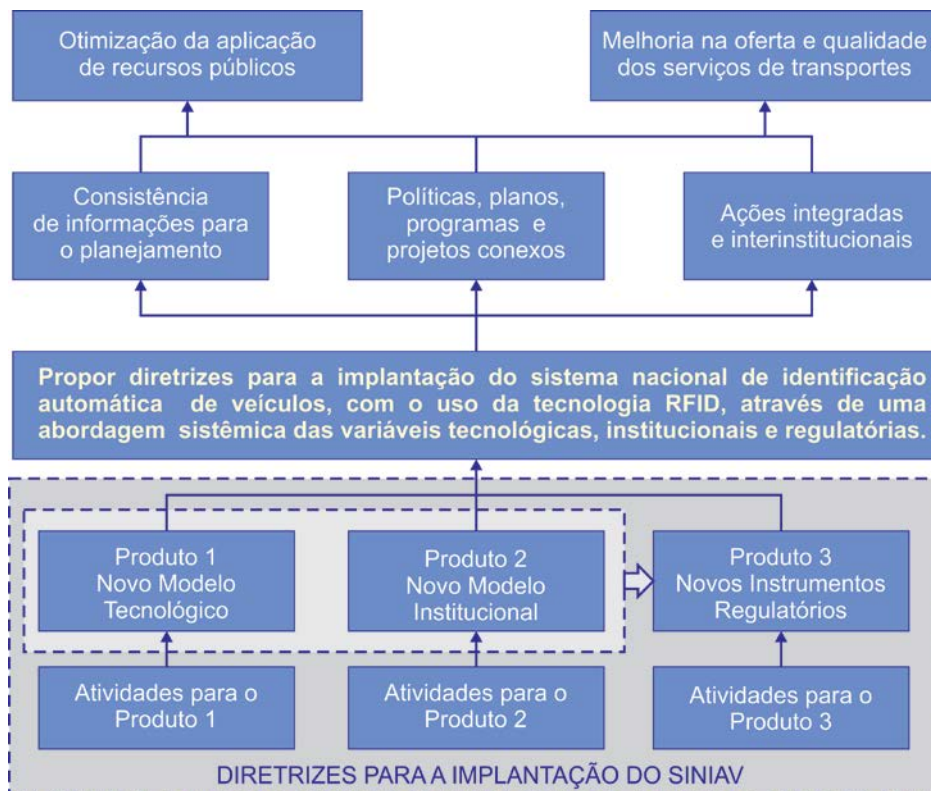 Otimização da aplicação
de recursos públicos
Melhoria na oferta e qualidade
dos serviços de transportes
Consistência
de informações para
o planejamento
Políticas, planos,
programas e
projetos conexos
Ações integradas
e interinstitucionais
Propor diretrizes para a implantação do sistema nacional de identificação
automática de veículos, com o uso da tecnologia RFID, através de uma
abordagem sistêmica das variáveis tecnológicas, institucionais e regulatórias.
Produto 1
Novo Modelo
Tecnológico
Produto 2
Novo Modelo
Institucional
Produto 3
Novos Instrumentos
Regulatórios
Atividades para o
Produto 1
Atividades para o
Produto 2
Atividades para o
Produto 3
DIRETRIZES PARA A IMPLANTAÇÃO DO SINIAV